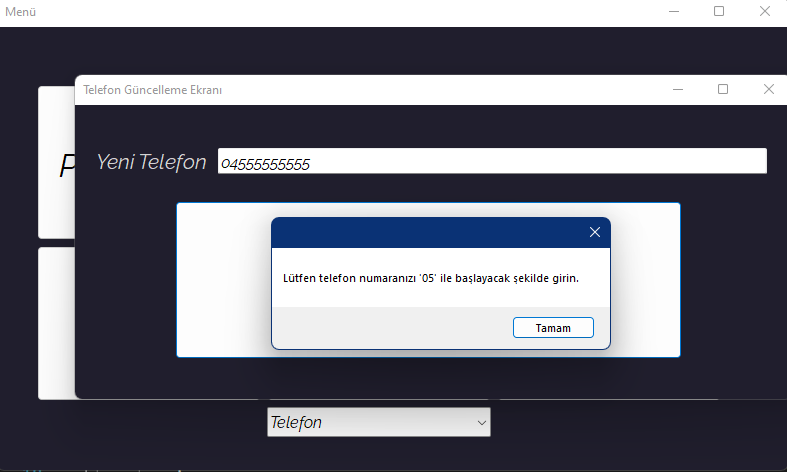 Menü
Telefon Güncelleme Ekranı
Yeni Telefon 04555555555
Lütfen telefon numaranızı '05' ile başlayacak şekilde girin.
Tamam
Telefon